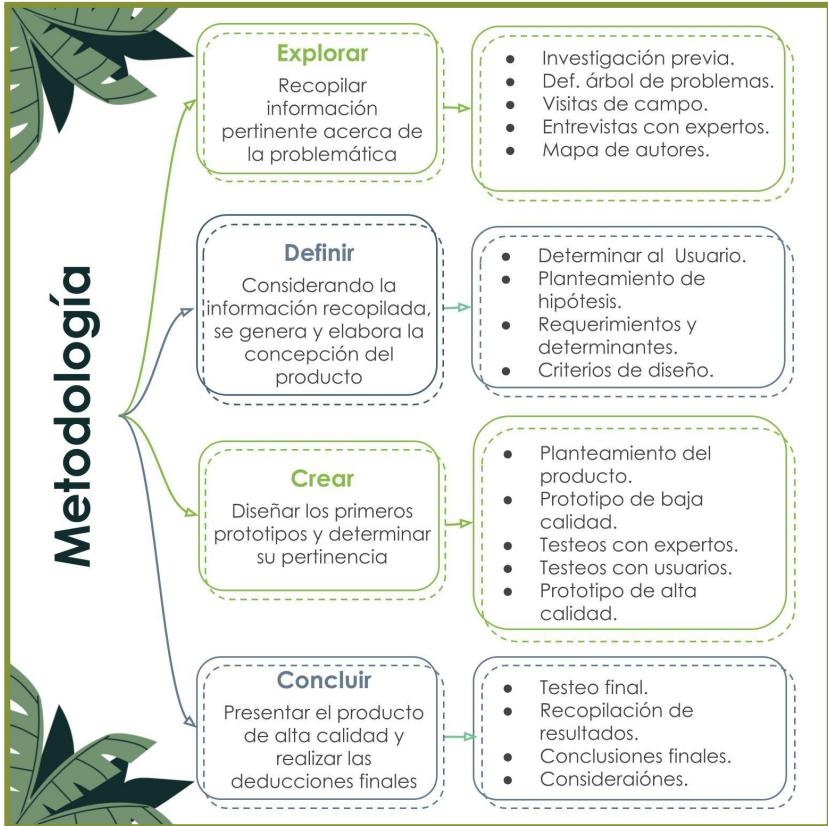 Metodología
Explorar
Recopilar
información
pertinente acerca de
la problemática
● Investigación previa.
● Def. árbol de problemas.
● Visitas de campo.
● Entrevistas con expertos.
● Mapa de autores.
Definir
Considerando la
información recopilada,
se genera y elabora la
concepción del
producto
● Determinar al Usuario.
● Planteamiento de
hipótesis.
● Requerimientos y
determinantes.
● Criterios de diseño.
Crear
Diseñar los primeros
prototipos y determinar
su pertinencia
● Planteamiento del
producto.
● Prototipo de baja
calidad.
● Testeos con expertos.
● Testeos con usuarios.
● Prototipo de alta
calidad.
Concluir
Presentar el producto
de alta calidad y
realizar las
deducciones finales
● Testeo final.
● Recopilación de
resultados.
● Conclusiones finales.
● Consideraiónes.